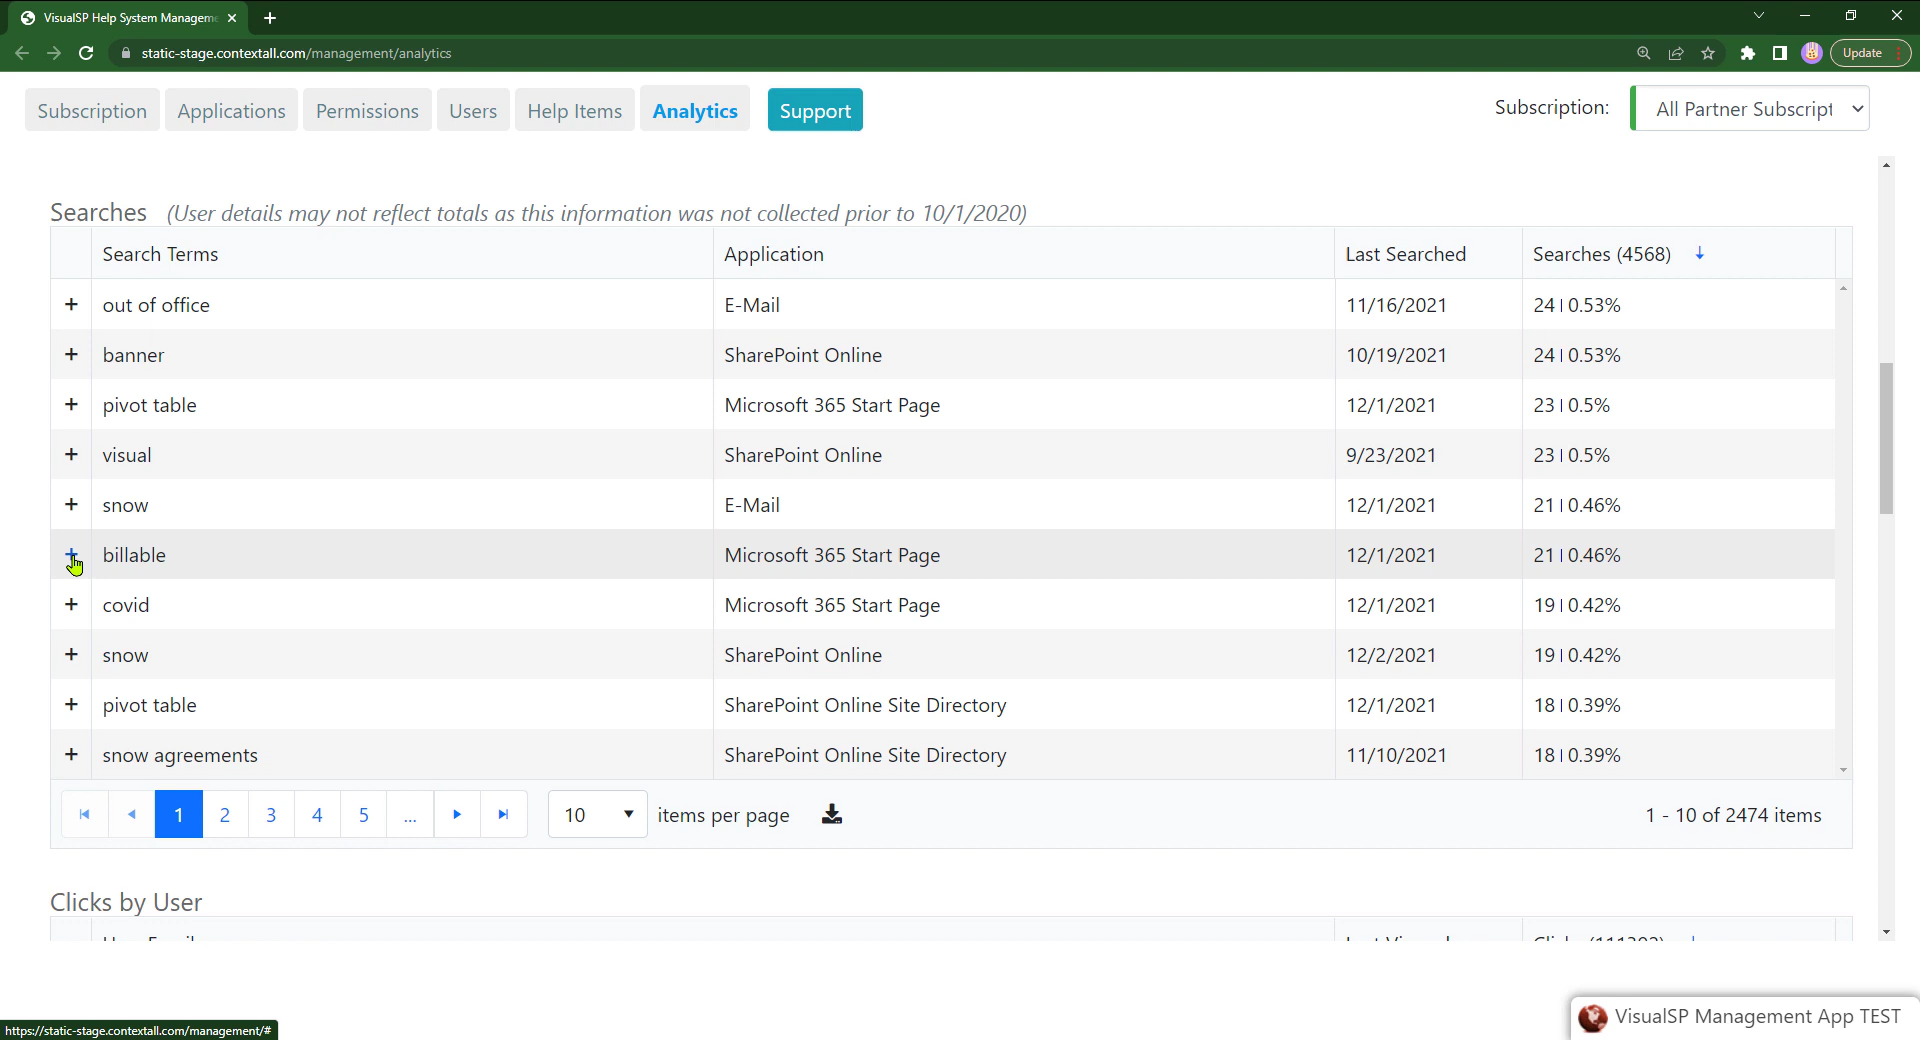 VisualSP Help System Managem
static-stage.contextall.com/management/analytics
Update
Subscription
Applications
Permissions
Users
Help Items
Analytics
Support
Subscription:
All Partner Subscript
Searches (User details may not reflect totals as this information was not collected prior to 10/1/2020)
Search Terms Application Last Searched Searches (4568)
+ out of office E-Mail 11/16/2021 24 | 0.53%
+ banner SharePoint Online 10/19/2021 24 | 0.53%
+ pivot table Microsoft 365 Start Page 12/1/2021 23 | 0.5%
+ visual SharePoint Online 9/23/2021 23 | 0.5%
+ snow E-Mail 12/1/2021 21 | 0.46%
+ billable Microsoft 365 Start Page 12/1/2021 21 | 0.46%
+ covid Microsoft 365 Start Page 12/1/2021 19 | 0.42%
+ snow SharePoint Online 12/2/2021 19 | 0.42%
+ pivot table SharePoint Online Site Directory 12/1/2021 18 | 0.39%
+ snow agreements SharePoint Online Site Directory 11/10/2021 18 | 0.39%
1 2 3 4 5 ... 10 items per page 1 - 10 of 2474 items
Clicks by User
https://static-stage.contextall.com/management/#
VisualSP Management App TEST